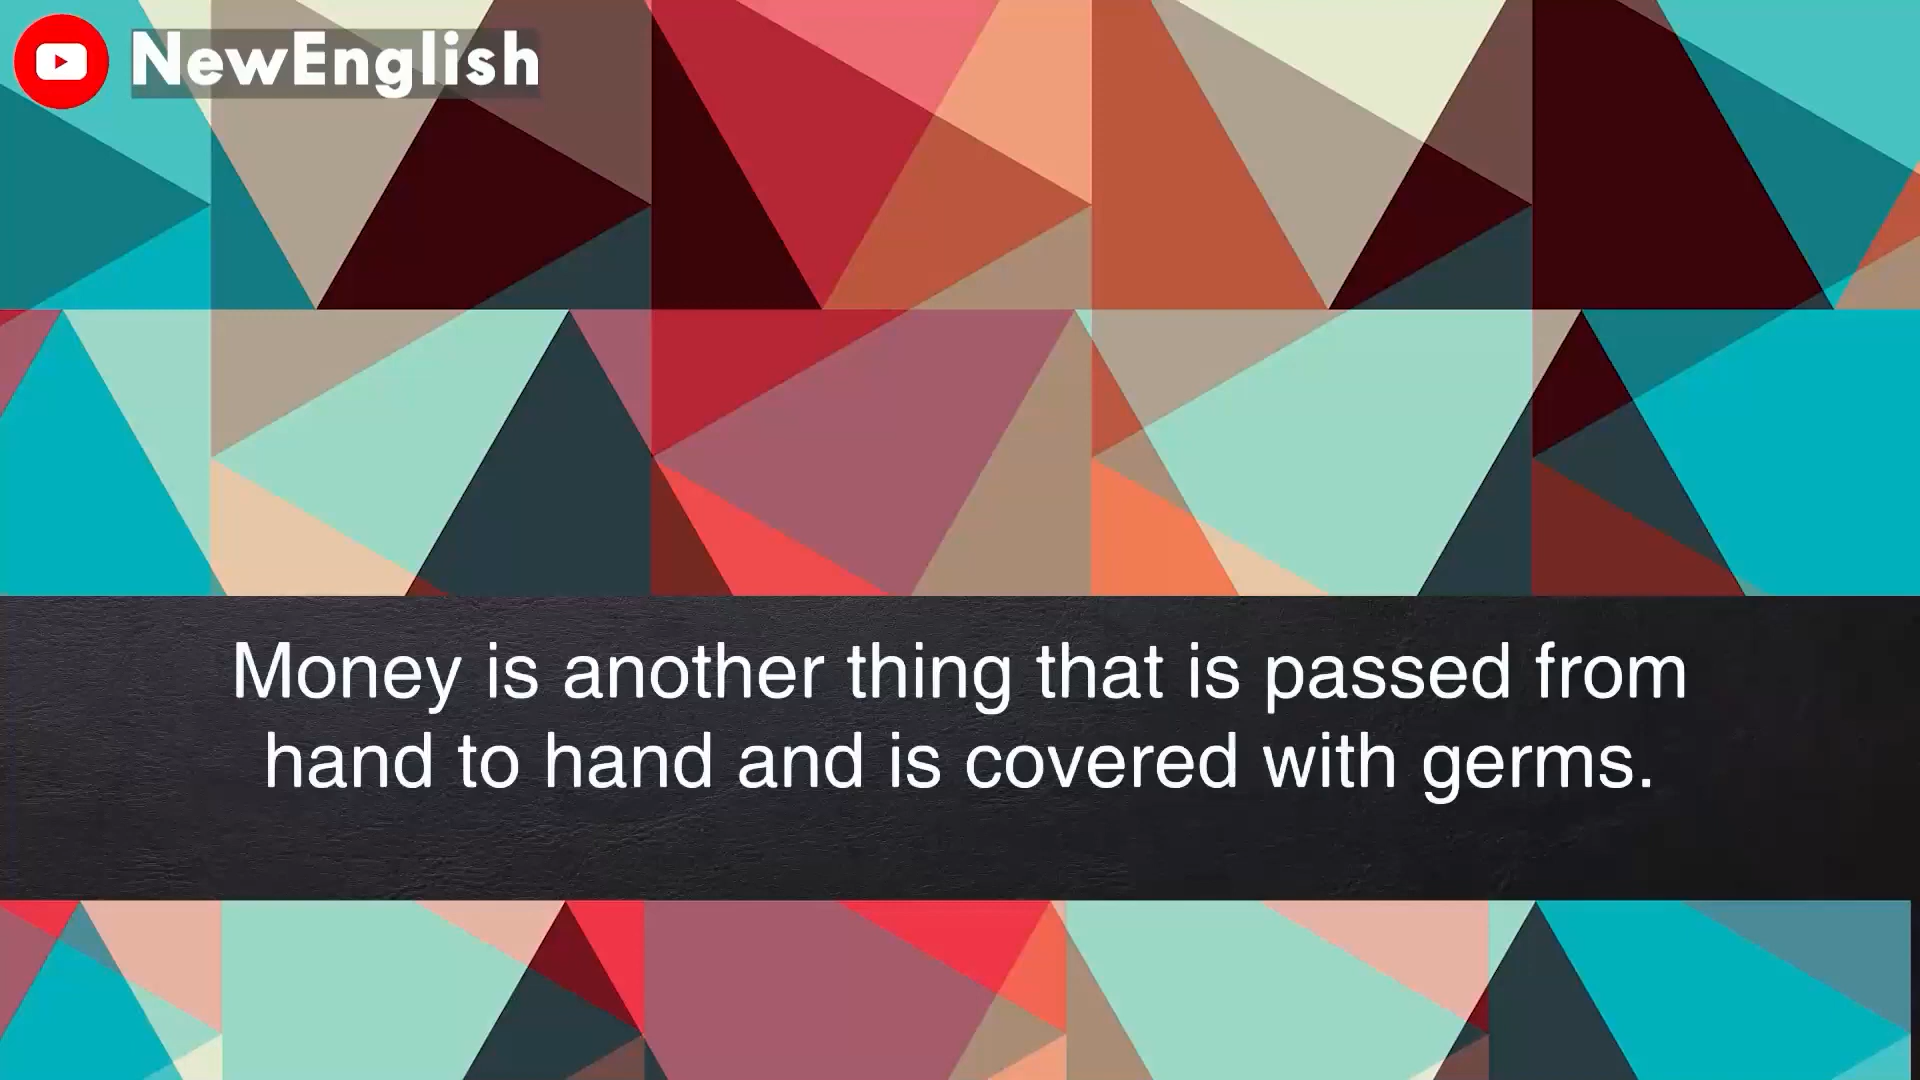 NewEnglish
Money is another thing that is passed from
hand to hand and is covered with germs.